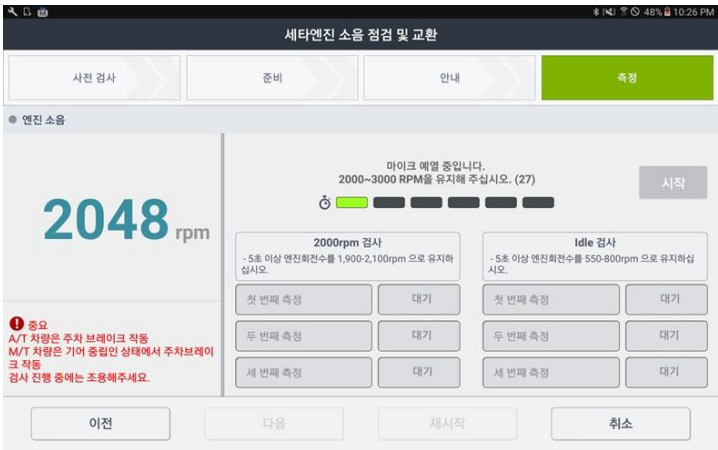 48% 10:26 PM
세타엔진 소음 점검 및 교환
사전 검사
준비
안내
측정
엔진 소음
2048 rpm
마이크 예열 중입니다.
2000~3000 RPM을 유지해 주십시오. (27)
시작
2000rpm 검사
- 5초 이상 엔진회전수를 1,900-2,100rpm 으로 유지하
십시오.
첫 번째 측정
대기
두 번째 측정
대기
세 번째 측정
대기
Idle 검사
- 5초 이상 엔진회전수를 550-800rpm 으로 유지하십
시오.
첫 번째 측정
대기
두 번째 측정
대기
세 번째 측정
대기
중요
A/T 차량은 주차 브레이크 작동
M/T 차량은 기어 중립인 상태에서 주차브레이
크 작동
검사 진행 중에는 조용해주세요.
이전
다음
재시작
취소